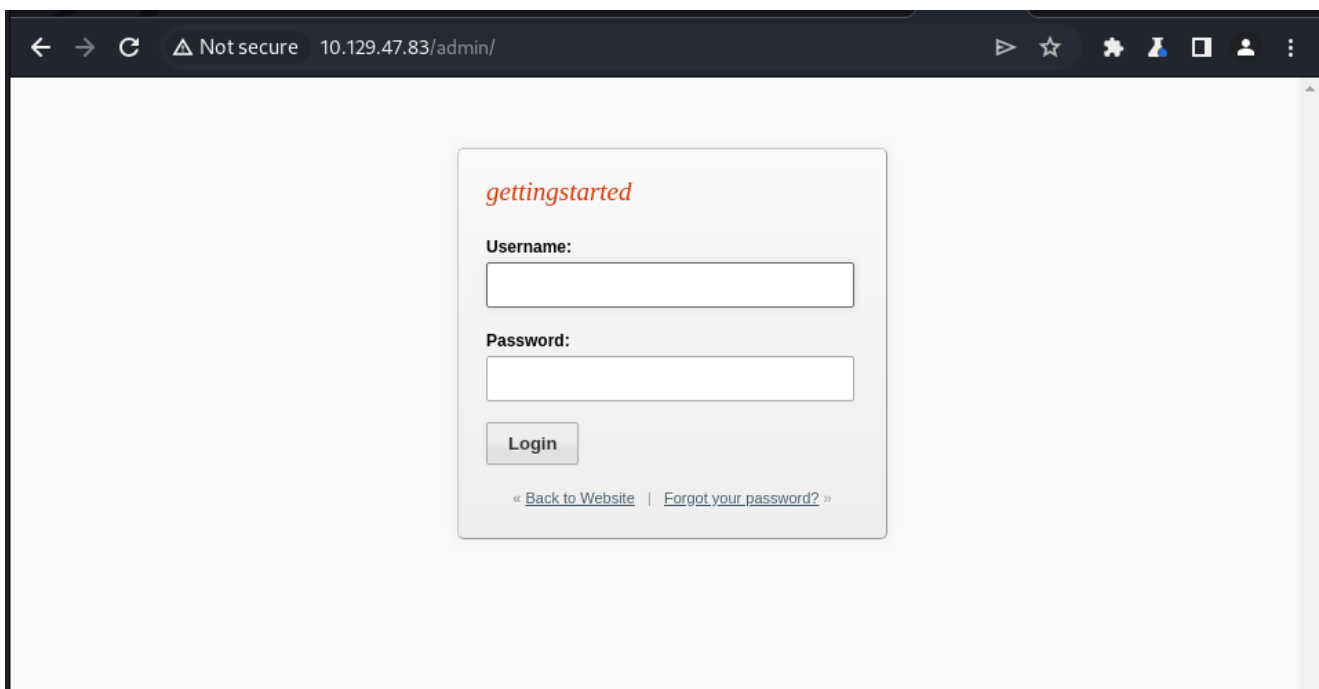 Not secure 10.129.47.83/admin/
gettingstarted
Username:
Password:
Login
« Back to Website | Forgot your password? »